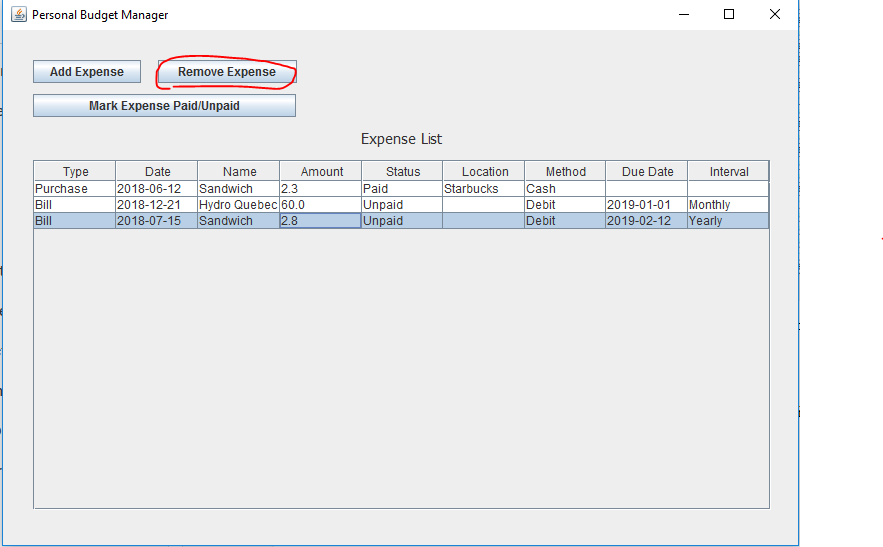 Personal Budget Manager
Add Expense Remove Expense
Mark Expense Paid/Unpaid
Expense List
Type Date Name Amount Status Location Method Due Date Interval
Purchase 2018-06-12 Sandwich 2.3 Paid Starbucks Cash
Bill 2018-12-21 Hydro Quebec 60.0 Unpaid Debit 2019-01-01 Monthly
Bill 2018-07-15 Sandwich 2.8 Unpaid Debit 2019-02-12 Yearly